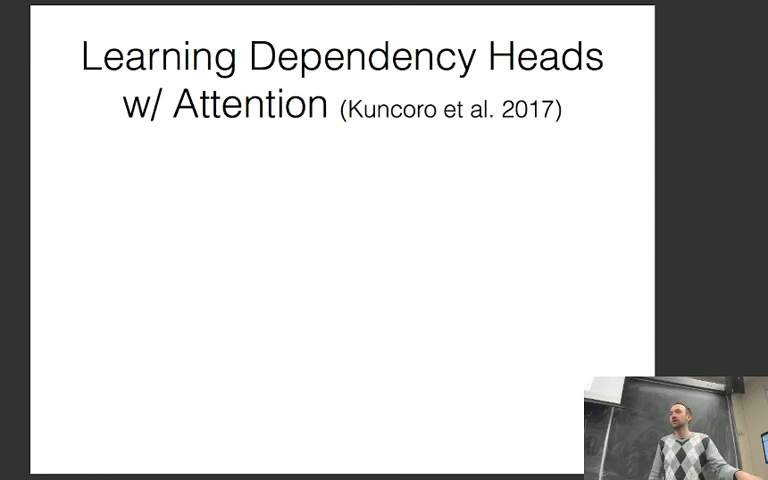 Learning Dependency Heads
w/ Attention (Kuncoro et al. 2017)